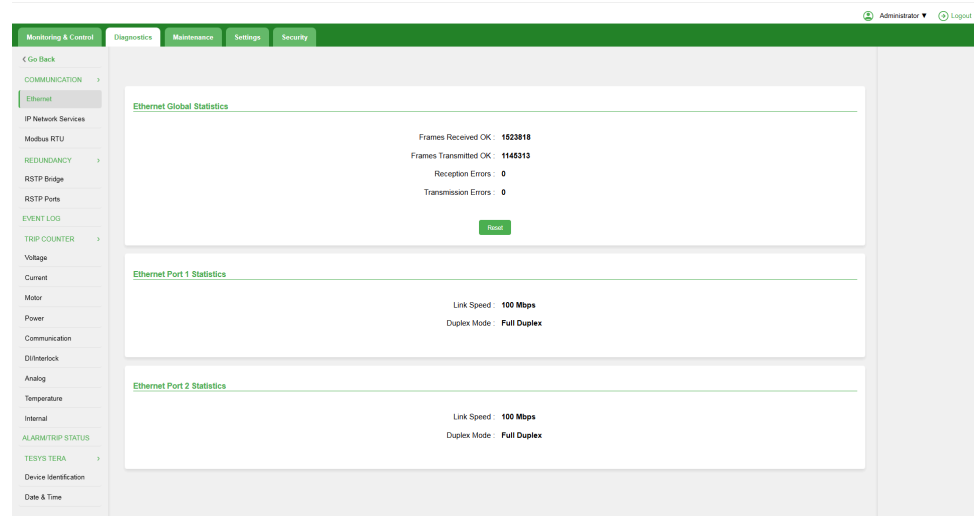 Administrator ▼ Logout
Monitoring & Control Diagnostics Maintenance Settings Security
< Go Back
COMMUNICATION >
Ethernet
IP Network Services
Modbus RTU
REDUNDANCY >
RSTP Bridge
RSTP Ports
EVENT LOG
TRIP COUNTER >
Voltage
Current
Motor
Power
Communication
DI/Interlock
Analog
Temperature
Internal
ALARM/TRIP STATUS
TESYS TERA >
Device Identification
Date & Time
Ethernet Global Statistics
Frames Received OK : 1523818
Frames Transmitted OK : 1145313
Reception Errors : 0
Transmission Errors : 0
Reset
Ethernet Port 1 Statistics
Link Speed : 100 Mbps
Duplex Mode : Full Duplex
Ethernet Port 2 Statistics
Link Speed : 100 Mbps
Duplex Mode : Full Duplex